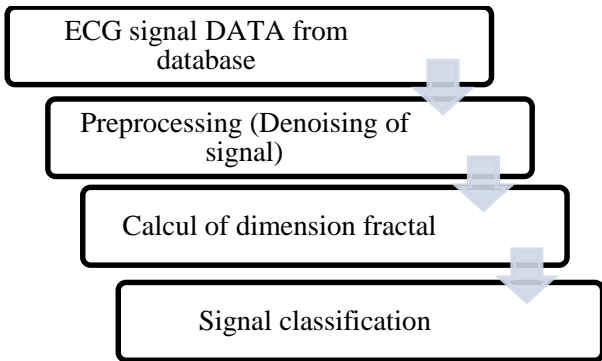 ECG signal DATA from
database
Preprocessing (Denoising of
signal)
Calcul of dimension fractal
Signal classification